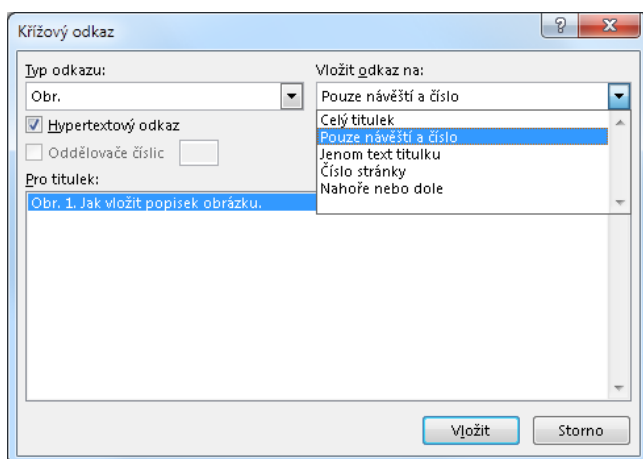 Křížový odkaz
Typ odkazu:
Vložit odkaz na:
Obr.
Pouze návěští a číslo
Hypertextový odkaz
Oddělovače číslic
Celý titulek
Pouze návěští a číslo
Jenom text titulku
Číslo stránky
Nahoře nebo dole
Pro titulek:
Obr. 1. Jak vložit popisek obrázku.
Vložit
Storno